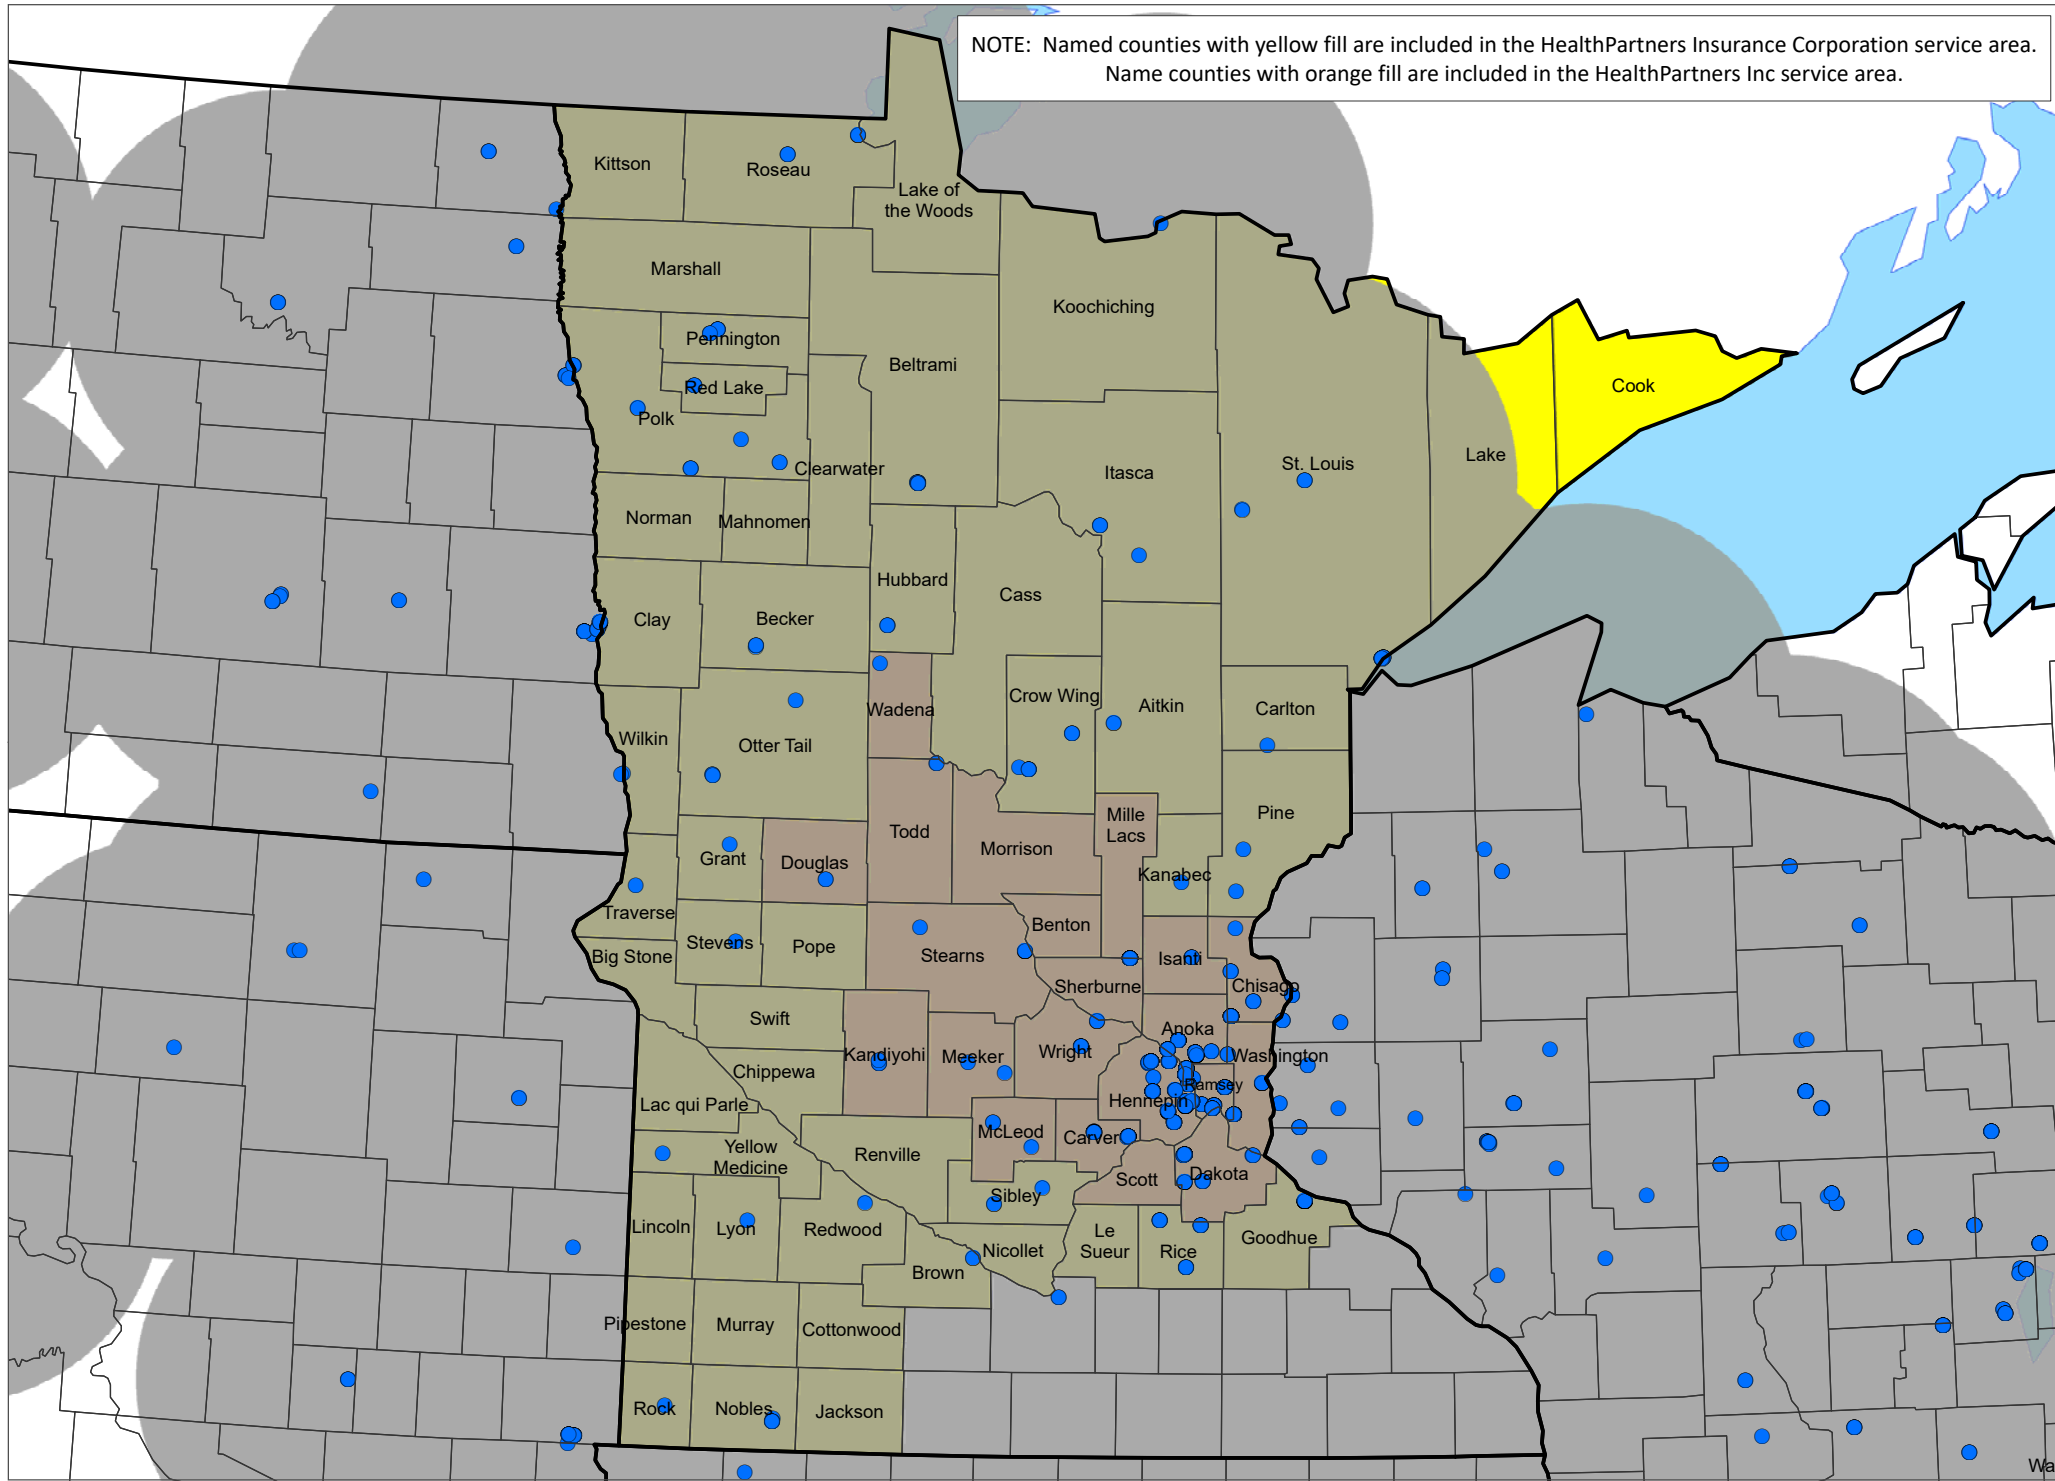 NOTE:  Named counties with yellow fill are included in the HealthPartners Insurance Corporation service area.
Name counties with orange fill are included in the HealthPartners Inc service area.
Kittson
Roseau
Lake of
the Woods
Marshall
Koochiching
Pennington
Beltrami
Red Lake
Cook
Polk
Clearwater
Itasca
St. Louis
Lake
Norman
Mahnomen
Hubbard
Cass
Clay
Becker
Crow Wing
Aitkin
Carlton
Wadena
Wilkin
Otter Tail
Pine
Mille
Lacs
Todd
Morrison
Grant
Douglas
Kanabec
Traverse
Benton
Stevens
Pope
Big Stone
Stearns
Isanti
Sherburne
Chisago
Swift
Anoka
Kandiyohi
Meeker
Wright
Washington
Chippewa
Ramsey
Hennepin
Lac qui Parle
McLeod
Carver
Yellow
Medicine
Renville
Scott
Dakota
Sibley
Lincoln
Lyon
Redwood
Le
Sueur
Rice
Goodhue
Nicollet
Brown
Pipestone
Murray
Cottonwood
Rock
Nobles
Jackson
Wa